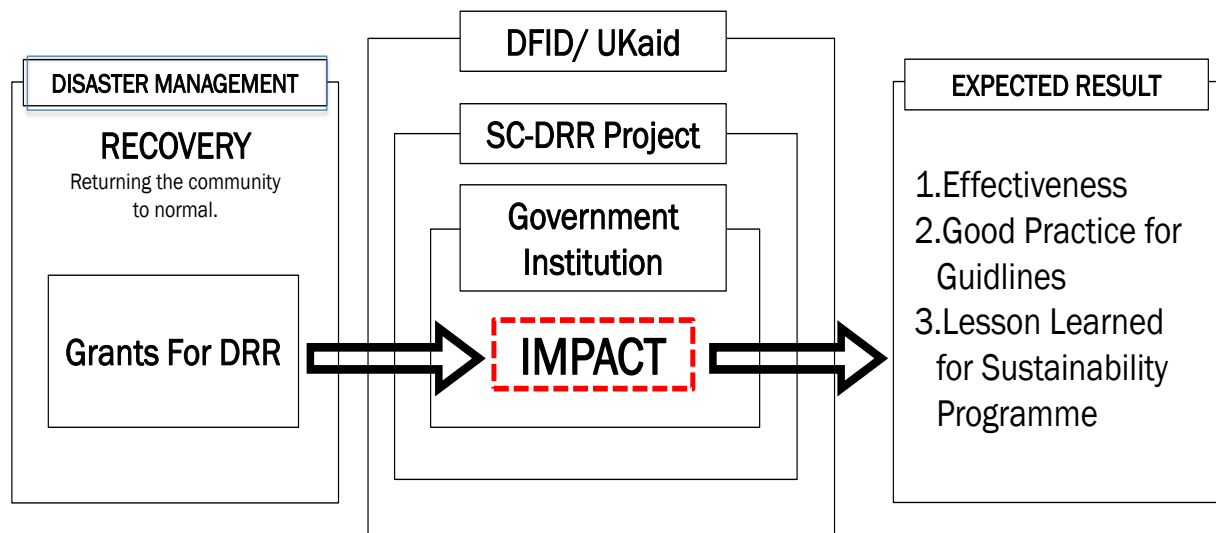 DISASTER MANAGEMENT
RECOVERY
Returning the community
to normal.
Grants For DRR
DFID/ UKaid
SC-DRR Project
Government
Institution
IMPACT
EXPECTED RESULT
1.Effectiveness
2.Good Practice for
Guidlines
3.Lesson Learned
for Sustainability
Programme